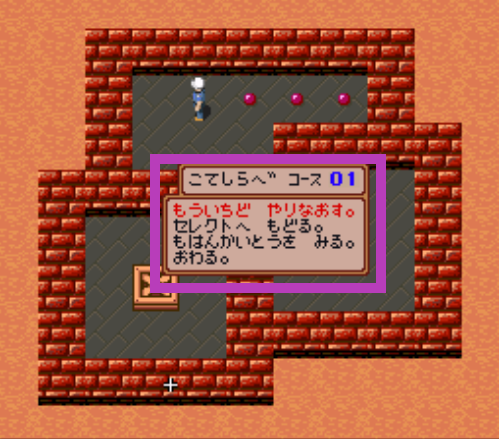 こてしらべ コース 01
もういちど やりなおす。
セレクトへ もどる。
もはんかいとうを みる。
おわる。